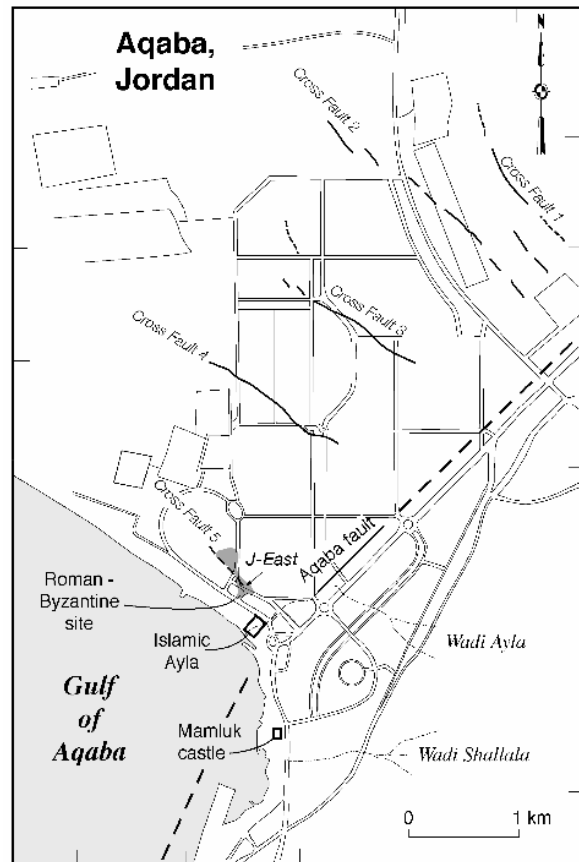 Aqaba,
Jordan
N
Cross Fault 2
Cross Fault 1
Cross Fault 3
Cross Fault 4
Cross Fault 5
Aqaba fault
J-East
Roman -
Byzantine
site
Islamic
Ayla
Wadi Ayla
Gulf
of
Aqaba
Mamluk
castle
Wadi Shallala
0
1 km